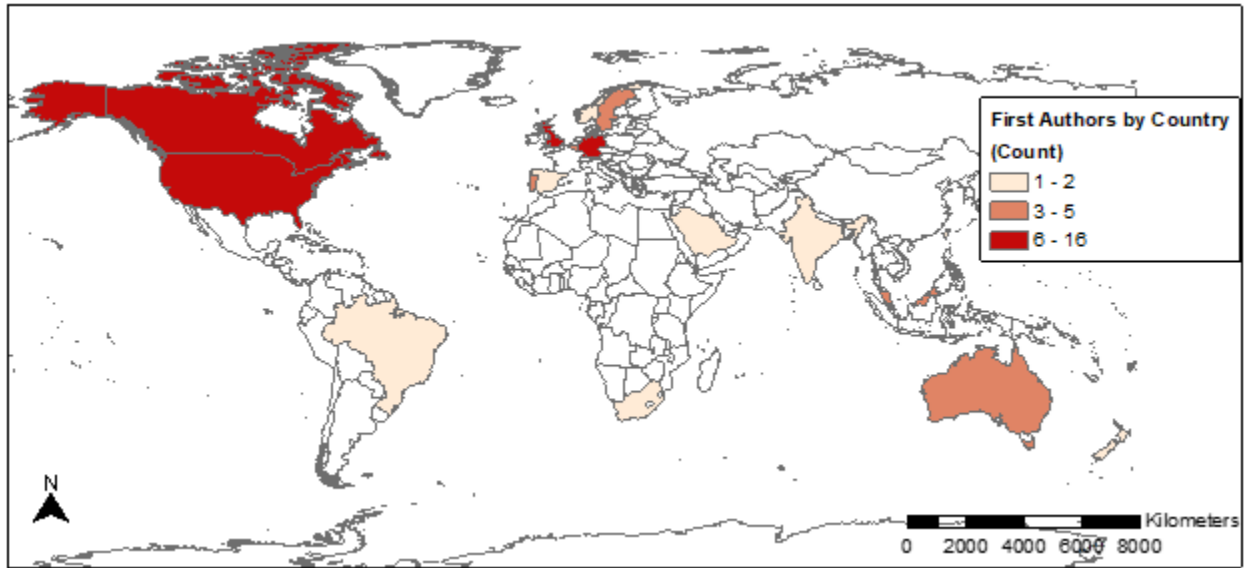 First Authors by Country
(Count)
1 - 2
3 - 5
6 - 16
N
Kilometers
0 2000 4000 6000 8000